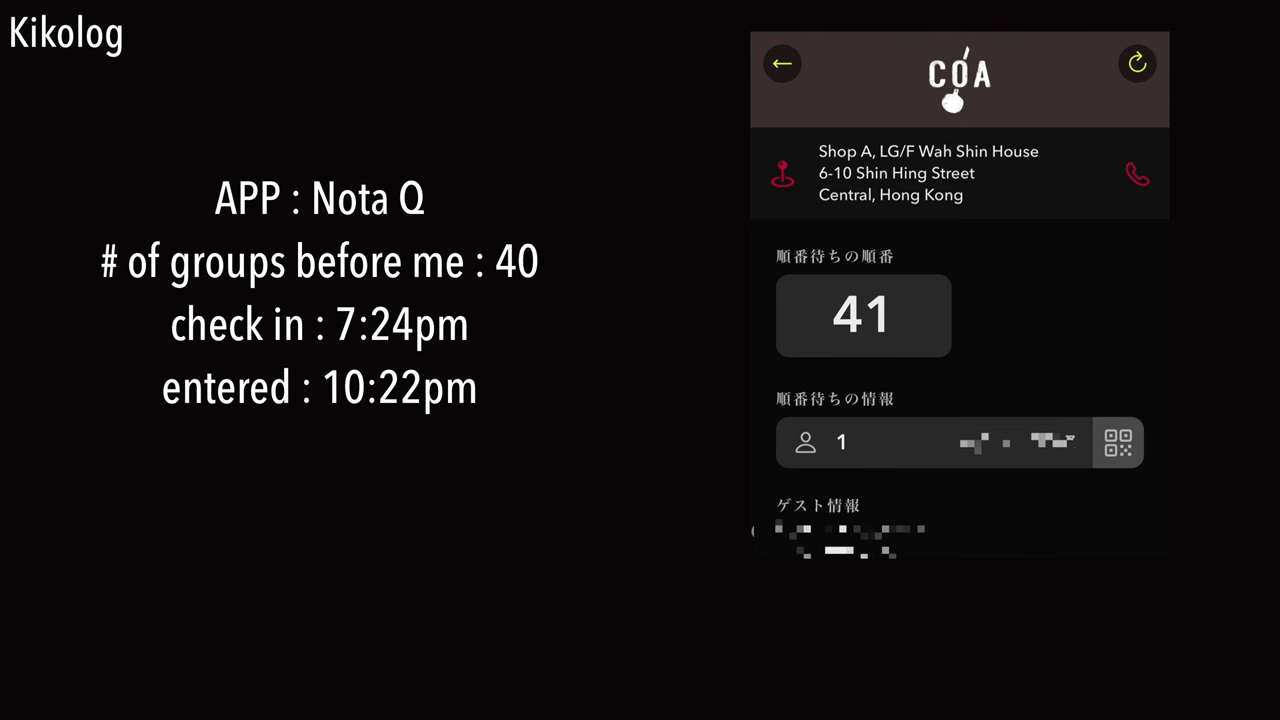 Kikolog
APP : Nota Q
# of groups before me : 40
check in : 7:24pm
entered : 10:22pm
COA
Shop A, LG/F Wah Shin House
6-10 Shin Hing Street
Central, Hong Kong
順番待ちの順番
41
順番待ちの情報
1
ゲスト情報